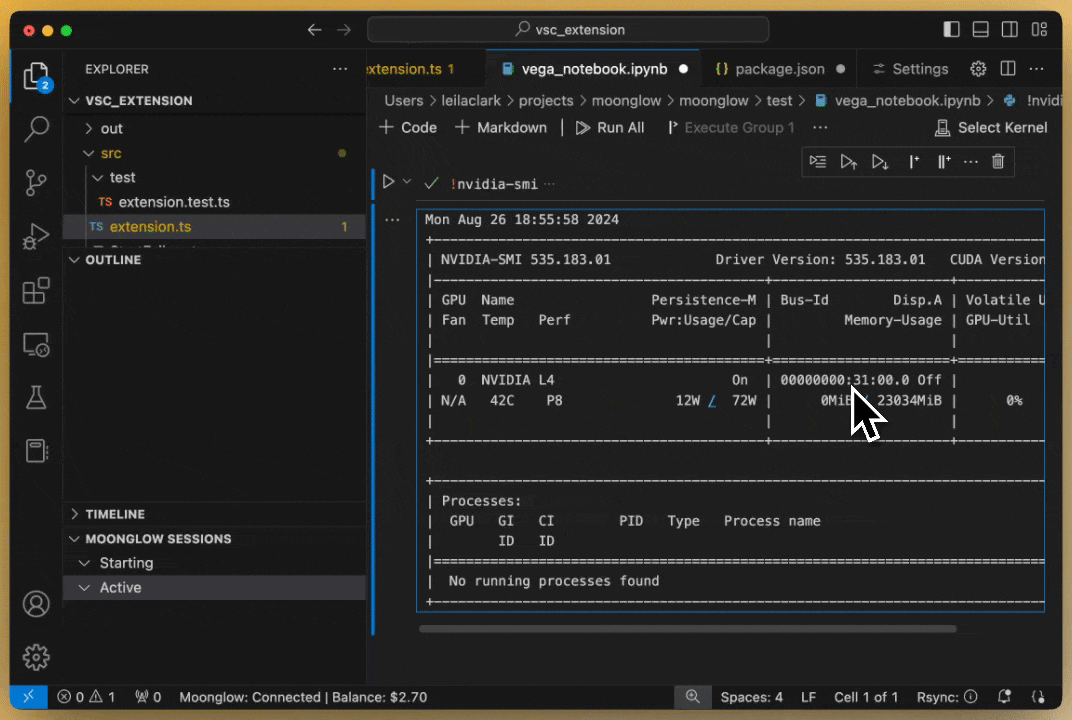 vsc_extension
2
EXPLORER
VSC_EXTENSION
out
src
test
TS extension.test.ts
TS extension.ts 1
OUTLINE
TIMELINE
MOONGLOW SESSIONS
Starting
Active
extension.ts 1
vega_notebook.ipynb
{} package.json
Settings
Users > leilaclark > projects > moonglow > moonglow > test > vega_notebook.ipynb > !nvidi
+ Code + Markdown | Run All Execute Group 1 ... Select Kernel
!nvidia-smi
Mon Aug 26 18:55:58 2024
NVIDIA-SMI 535.183.01 Driver Version: 535.183.01 CUDA Version
GPU Name Persistence-M | Bus-Id Disp.A | Volatile U
Fan Temp Perf Pwr:Usage/Cap | Memory-Usage | GPU-Util
0 NVIDIA L4 On | 00000000:31:00.0 Off |
N/A 42C P8 12W / 72W | 0MiB / 23034MiB | 0%
Processes:
GPU GI CI PID Type Process name
ID ID
No running processes found
0 1 0 Moonglow: Connected | Balance: $2.70 Spaces: 4 LF Cell 1 of 1 Rsync: